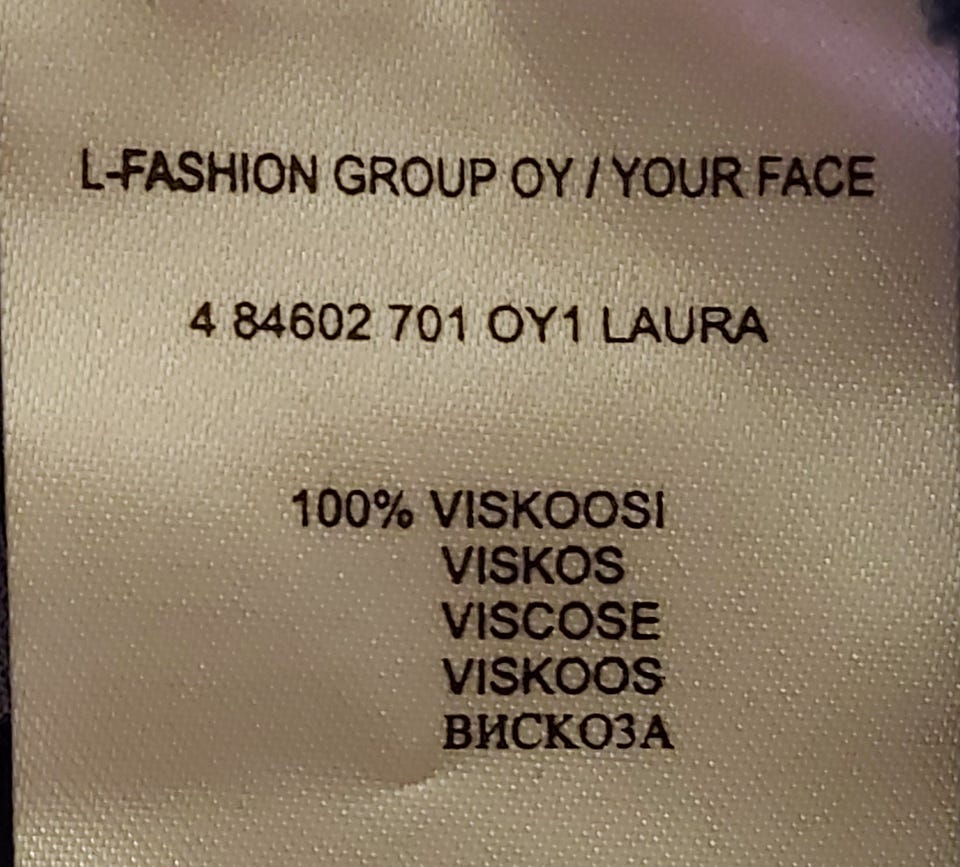 L-FASHION GROUP OY / YOUR FACE
4 84602 701 OY1 LAURA
100% VISKOOSI
VISKOS
VISCOSE
VISKOOS
ВИСКОЗА